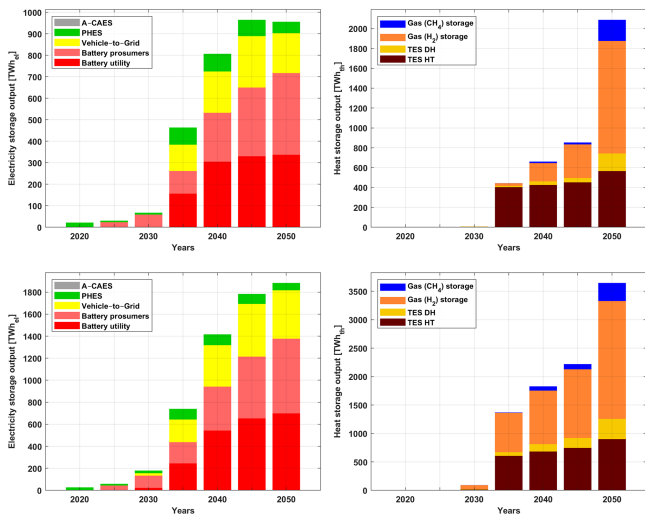 1000
900
800
700
600
500
400
300
200
100
0
Electricity storage output [TWh_el]
A−CAES
PHES
Vehicle−to−Grid
Battery prosumers
Battery utility
2020
2030
2040
2050
Years
2000
1800
1600
1400
1200
1000
800
600
400
200
0
Heat storage output [TWh_th]
Gas (CH₄) storage
Gas (H₂) storage
TES DH
TES HT
2020
2030
2040
2050
Years
1800
1600
1400
1200
1000
800
600
400
200
0
Electricity storage output [TWh_el]
A−CAES
PHES
Vehicle−to−Grid
Battery prosumers
Battery utility
2020
2030
2040
2050
Years
3500
3000
2500
2000
1500
1000
500
0
Heat storage output [TWh_th]
Gas (CH₄) storage
Gas (H₂) storage
TES DH
TES HT
2020
2030
2040
2050
Years